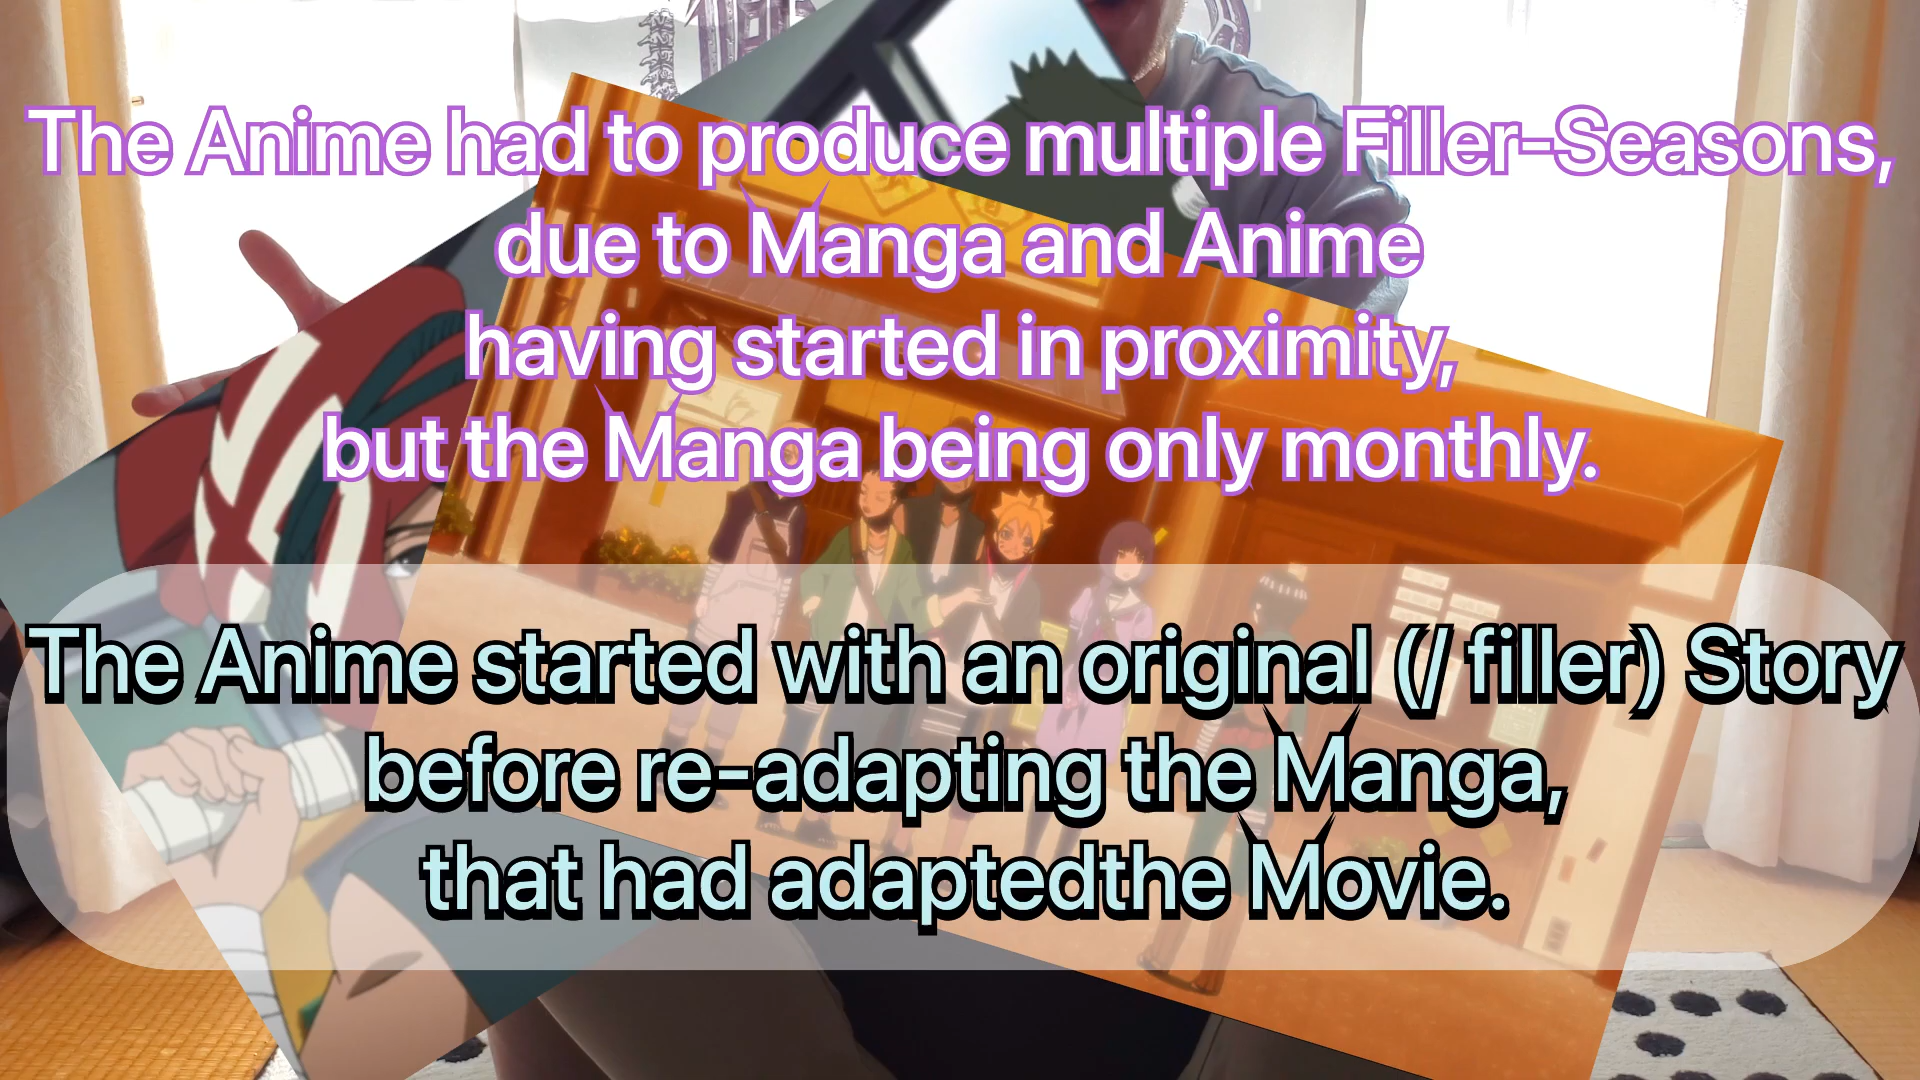 The Anime had to produce multiple Filler-Seasons,
due to Manga and Anime
having started in proximity,
but the Manga being only monthly.
The Anime started with an original (/ filler) Story
before re-adapting the Manga,
that had adaptedthe Movie.